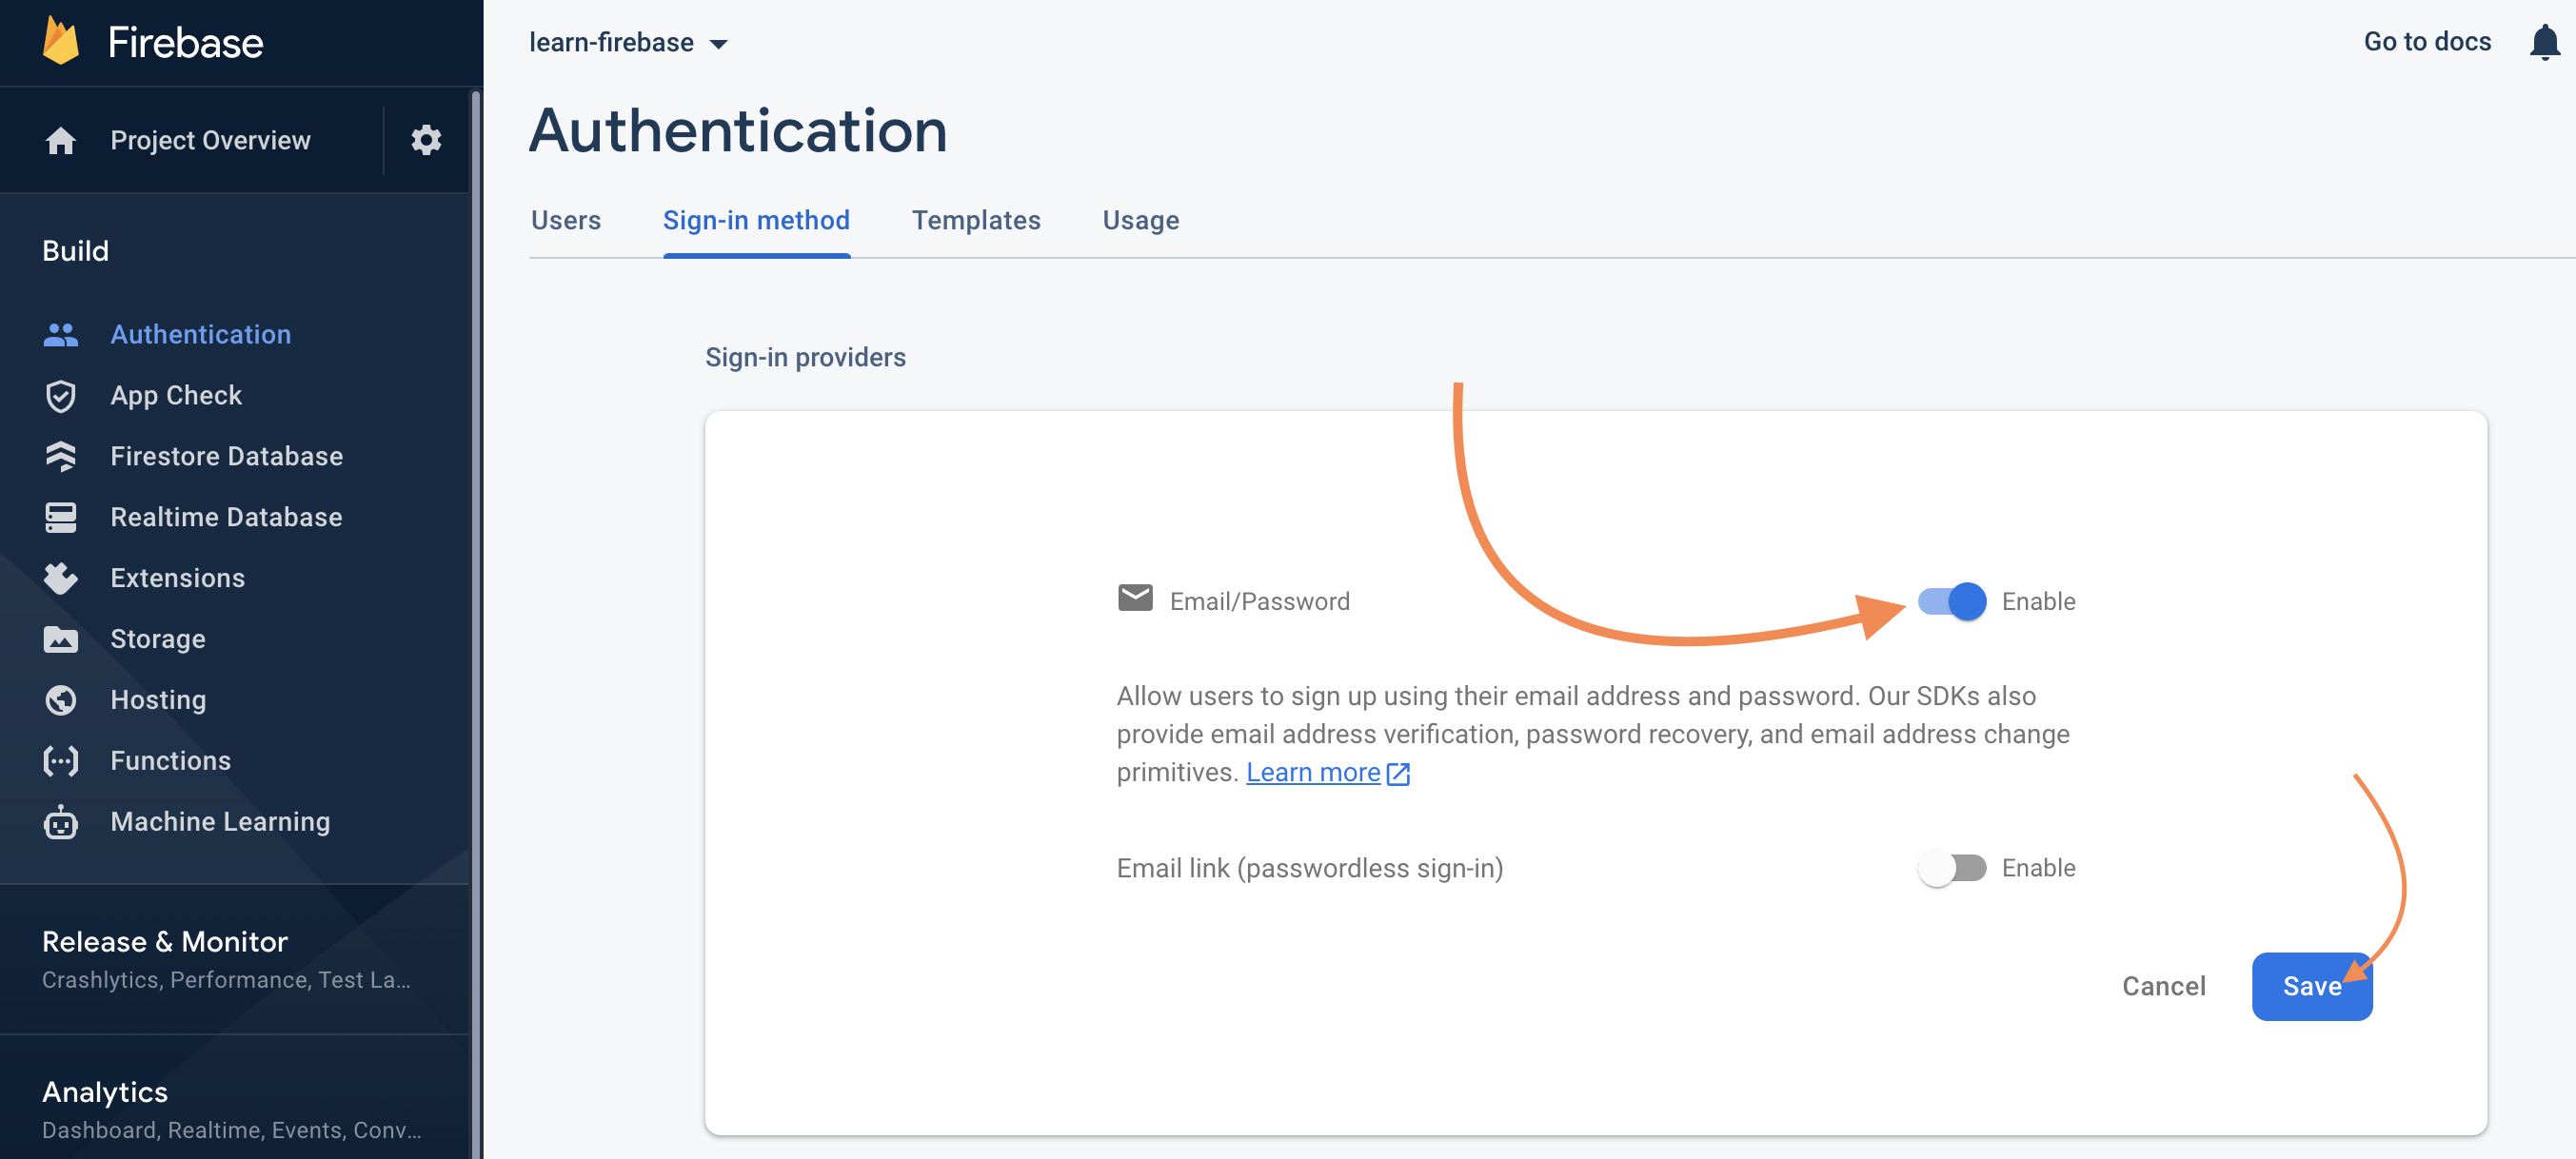 Firebase
Project Overview
Build
Authentication
App Check
Firestore Database
Realtime Database
Extensions
Storage
Hosting
Functions
Machine Learning
Release & Monitor
Crashlytics, Performance, Test La...
Analytics
Dashboard, Realtime, Events, Conv...
learn-firebase
Go to docs
Authentication
Users
Sign-in method
Templates
Usage
Sign-in providers
Email/Password
Enable
Allow users to sign up using their email address and password. Our SDKs also
provide email address verification, password recovery, and email address change
primitives. Learn more
Email link (passwordless sign-in)
Enable
Cancel
Save